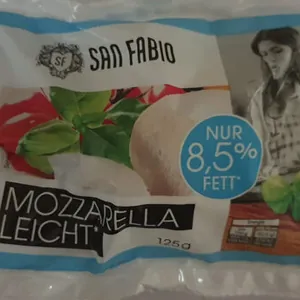 SF
SAN FABIO
NUR
8,5%
FETT*
MOZZARELLA
LEICHT*
125g